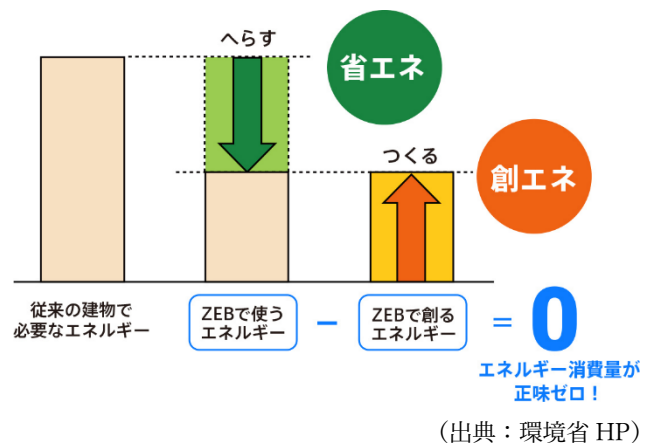 へらす
省エネ
つくる
創エネ
従来の建物で
必要なエネルギー
ZEBで使う
エネルギー
－
ZEBで創る
エネルギー
＝
0
エネルギー消費量が
正味ゼロ！
（出典：環境省 HP）